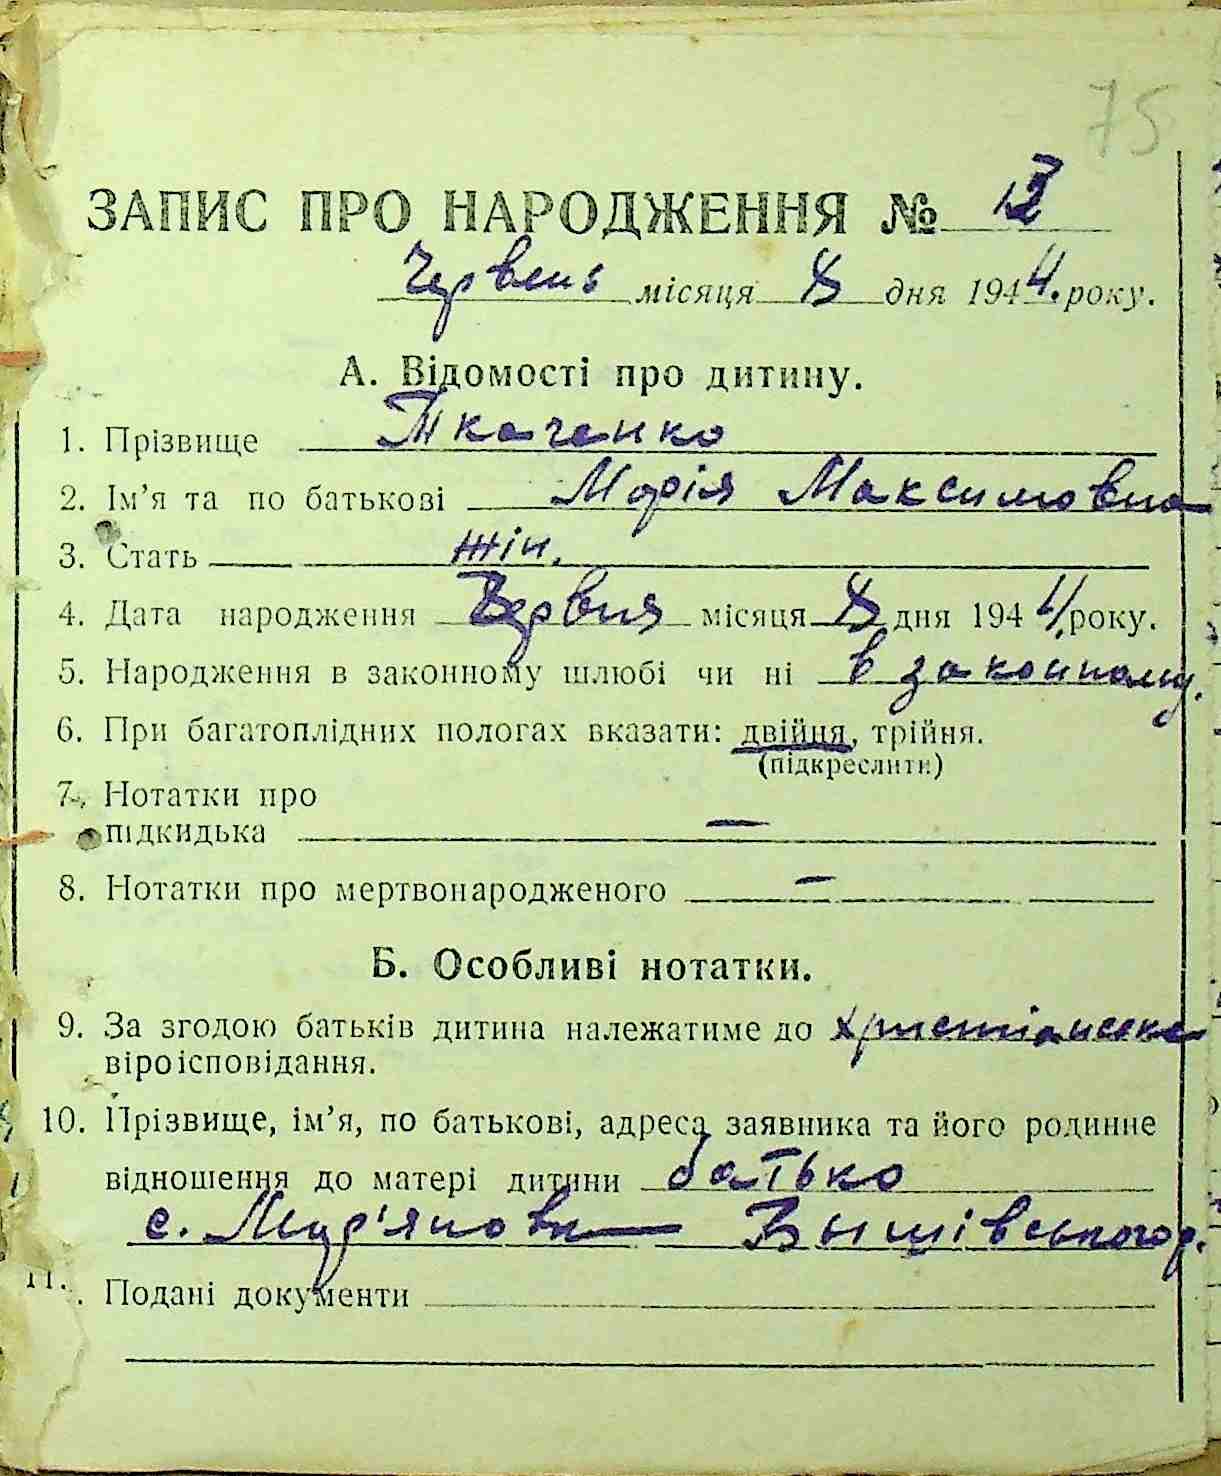 75
ЗАПИС ПРО НАРОДЖЕННЯ №
Червень місяця 8 дня 1944. року.
А. Відомості про дитину.
1. Прізвище Ткаченко
2. Ім’я та по батькові Марія Максимовна
3. Стать жін.
4. Дата народження Червня місяця 8 дня 1944 року.
5. Народження в законному шлюбі чи ні в законному.
6. При багатоплідних пологах вказати: двійня, трійня.
(підкреслити)
7. Нотатки про
підкидька —
8. Нотатки про мертвонародженого —
Б. Особливі нотатки.
9. За згодою батьків дитина належатиме до
віроісповідання.
10. Прізвище, ім’я, по батькові, адреса заявника та його родинне
відношення до матері дитини батько
с. Мар'яновка
11. Подані документи